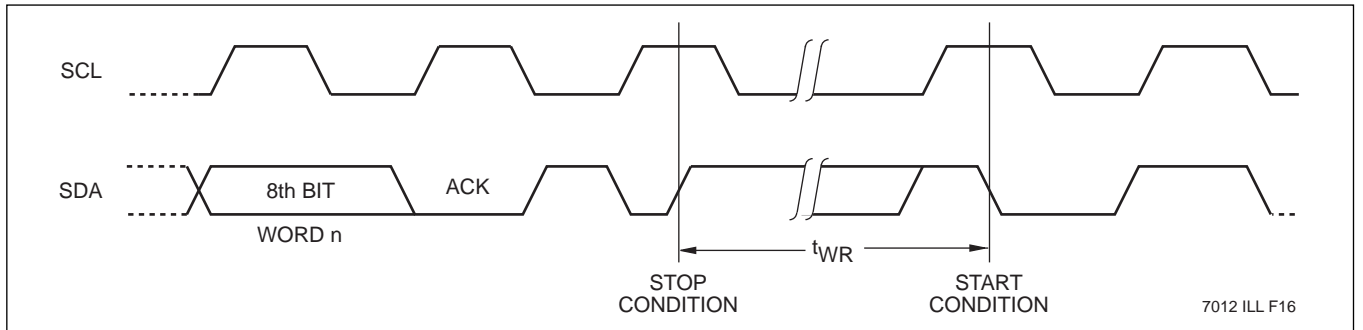 SCL
SDA
8th BIT
ACK
WORD n
tWR
STOP
CONDITION
START
CONDITION
7012 ILL F16